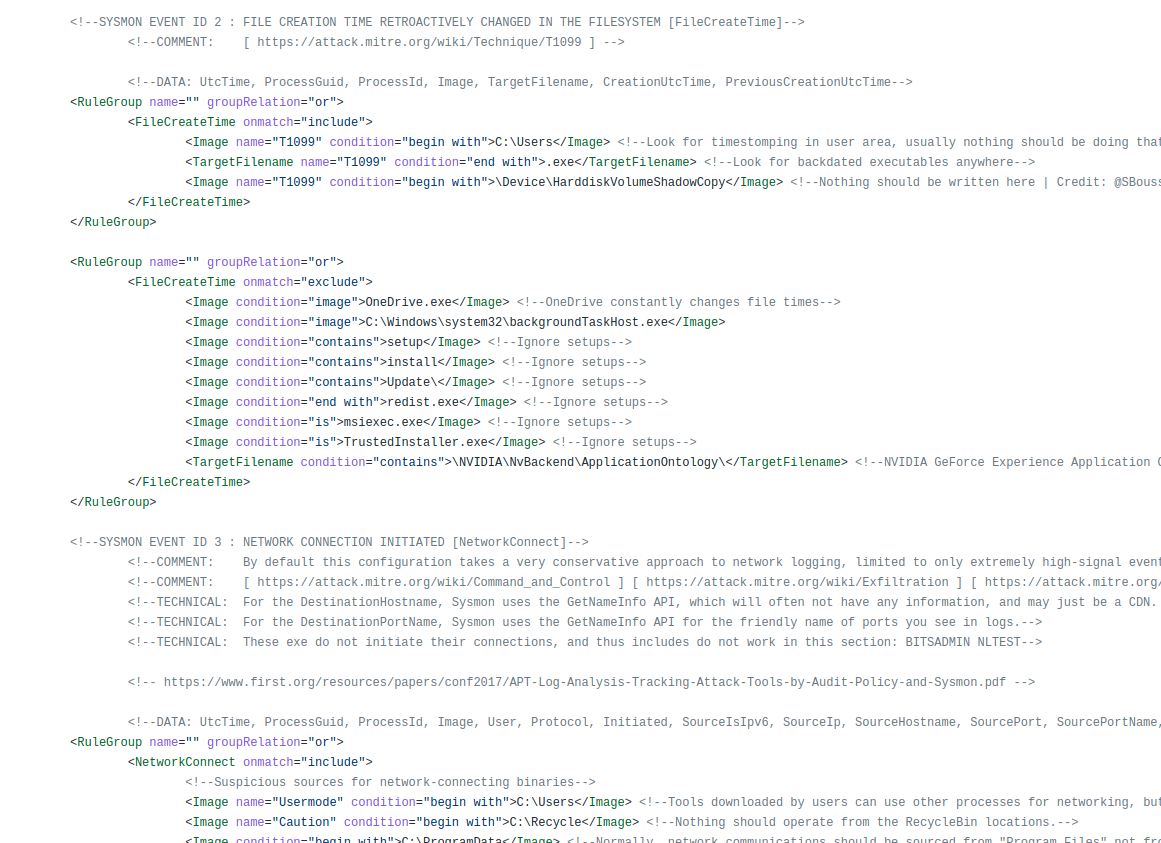 <!--SYSMON EVENT ID 2 : FILE CREATION TIME RETROACTIVELY CHANGED IN THE FILESYSTEM [FileCreateTime]-->
<!--COMMENT:    [ https://attack.mitre.org/wiki/Technique/T1099 ] -->
<!--DATA: UtcTime, ProcessGuid, ProcessId, Image, TargetFilename, CreationUtcTime, PreviousCreationUtcTime-->
<RuleGroup name="" groupRelation="or">
<FileCreateTime onmatch="include">
<Image name="T1099" condition="begin with">C:\Users</Image> <!--Look for timestomping in user area, usually nothing should be doing that
<TargetFilename name="T1099" condition="end with">.exe</TargetFilename> <!--Look for backdated executables anywhere-->
<Image name="T1099" condition="begin with">\Device\HarddiskVolumeShadowCopy</Image> <!--Nothing should be written here | Credit: @SBouss
</FileCreateTime>
</RuleGroup>
<RuleGroup name="" groupRelation="or">
<FileCreateTime onmatch="exclude">
<Image condition="image">OneDrive.exe</Image> <!--OneDrive constantly changes file times-->
<Image condition="image">C:\Windows\system32\backgroundTaskHost.exe</Image>
<Image condition="contains">setup</Image> <!--Ignore setups-->
<Image condition="contains">install</Image> <!--Ignore setups-->
<Image condition="contains">Update\</Image> <!--Ignore setups-->
<Image condition="end with">redist.exe</Image> <!--Ignore setups-->
<Image condition="is">msiexec.exe</Image> <!--Ignore setups-->
<Image condition="is">TrustedInstaller.exe</Image> <!--Ignore setups-->
<TargetFilename condition="contains">\NVIDIA\NvBackend\ApplicationOntology\</TargetFilename> <!--NVIDIA GeForce Experience Application
</FileCreateTime>
</RuleGroup>
<!--SYSMON EVENT ID 3 : NETWORK CONNECTION INITIATED [NetworkConnect]-->
<!--COMMENT:    By default this configuration takes a very conservative approach to network logging, limited to only extremely high-signal event
<!--COMMENT:    [ https://attack.mitre.org/wiki/Command_and_Control ] [ https://attack.mitre.org/wiki/Exfiltration ] [ https://attack.mitre.org/
<!--TECHNICAL:  For the DestinationHostname, Sysmon uses the GetNameInfo API, which will often not have any information, and may just be a CDN.
<!--TECHNICAL:  For the DestinationPortName, Sysmon uses the GetNameInfo API for the friendly name of ports you see in logs.-->
<!--TECHNICAL:  These exe do not initiate their connections, and thus includes do not work in this section: BITSADMIN NLTEST-->
<!-- https://www.first.org/resources/papers/conf2017/APT-Log-Analysis-Tracking-Attack-Tools-by-Audit-Policy-and-Sysmon.pdf -->
<!--DATA: UtcTime, ProcessGuid, ProcessId, Image, User, Protocol, Initiated, SourceIsIpv6, SourceIp, SourceHostname, SourcePort, SourcePortName,
<RuleGroup name="" groupRelation="or">
<NetworkConnect onmatch="include">
<!--Suspicious sources for network-connecting binaries-->
<Image name="Usermode" condition="begin with">C:\Users</Image> <!--Tools downloaded by users can use other processes for networking, but
<Image name="Caution" condition="begin with">C:\Recycle</Image> <!--Nothing should operate from the RecycleBin locations.-->
<Image condition="begin with">C:\ProgramData</Image> <!--Normally, network communications should be sourced from "Program Files" not fro